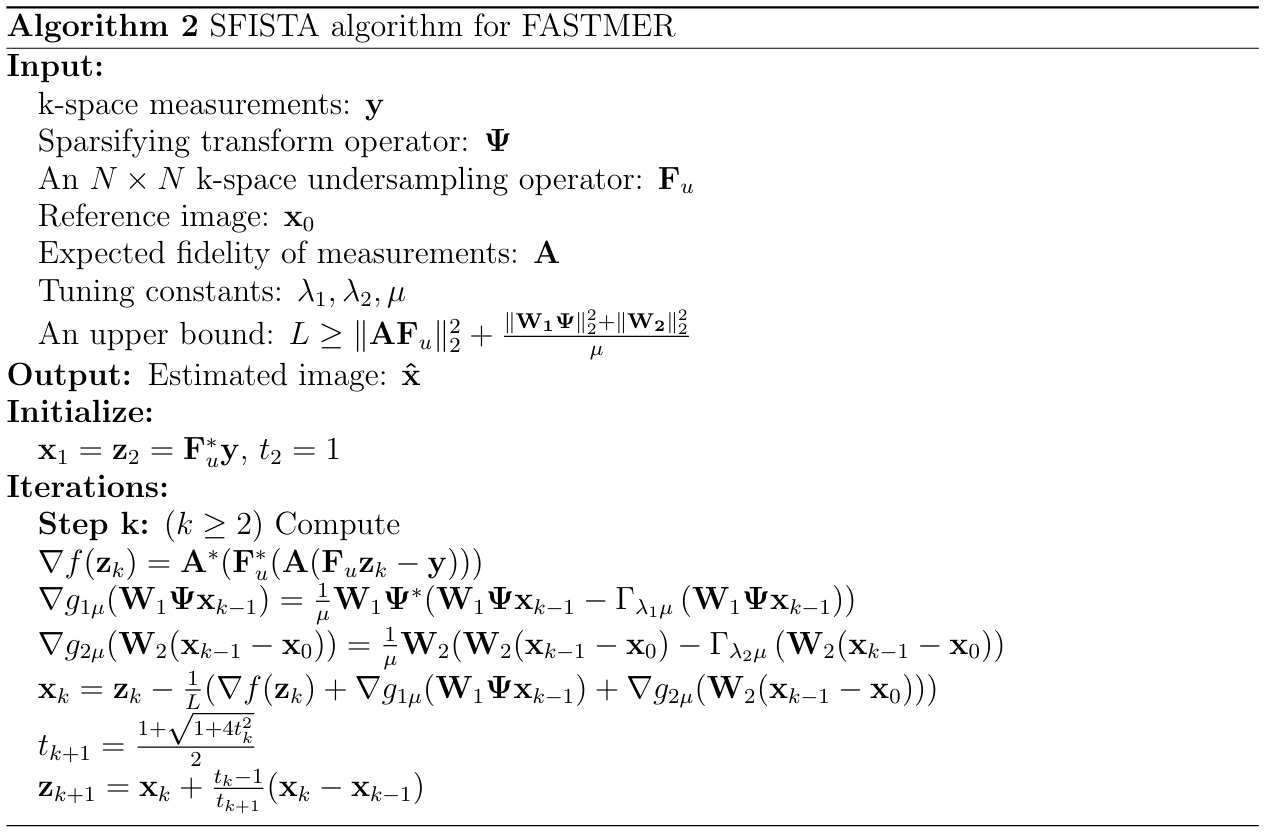 Algorithm 2 SFISTA algorithm for FASTMER
Input:
k-space measurements: $\mathbf{y}$
Sparsifying transform operator: $\mathbf{\Psi}$
An $N \times N$ k-space undersampling operator: $\mathbf{F}_u$
Reference image: $\mathbf{x}_0$
Expected fidelity of measurements: $\mathbf{A}$
Tuning constants: $\lambda_1, \lambda_2, \mu$
An upper bound: $L \geq \|\mathbf{A}\mathbf{F}_u\|_2^2 + \frac{\|\mathbf{W_1\Psi}\|_2^2 + \|\mathbf{W_2}\|_2^2}{\mu}$
Output: Estimated image: $\hat{\mathbf{x}}$
Initialize:
$\mathbf{x}_1 = \mathbf{z}_2 = \mathbf{F}_u^* \mathbf{y}$, $t_2 = 1$
Iterations:
Step k: $(k \geq 2)$ Compute
$\nabla f(\mathbf{z}_k) = \mathbf{A}^*(\mathbf{F}_u^*(\mathbf{A}(\mathbf{F}_u \mathbf{z}_k - \mathbf{y})))$
$\nabla g_{1\mu}(\mathbf{W}_1 \mathbf{\Psi} \mathbf{x}_{k-1}) = \frac{1}{\mu} \mathbf{W}_1 \mathbf{\Psi}^*(\mathbf{W}_1 \mathbf{\Psi} \mathbf{x}_{k-1} - \Gamma_{\lambda_1 \mu}(\mathbf{W}_1 \mathbf{\Psi} \mathbf{x}_{k-1}))$
$\nabla g_{2\mu}(\mathbf{W}_2(\mathbf{x}_{k-1} - \mathbf{x}_0)) = \frac{1}{\mu} \mathbf{W}_2(\mathbf{W}_2(\mathbf{x}_{k-1} - \mathbf{x}_0) - \Gamma_{\lambda_2 \mu}(\mathbf{W}_2(\mathbf{x}_{k-1} - \mathbf{x}_0))$
$\mathbf{x}_k = \mathbf{z}_k - \frac{1}{L}(\nabla f(\mathbf{z}_k) + \nabla g_{1\mu}(\mathbf{W}_1 \mathbf{\Psi} \mathbf{x}_{k-1}) + \nabla g_{2\mu}(\mathbf{W}_2(\mathbf{x}_{k-1} - \mathbf{x}_0)))$
$t_{k+1} = \frac{1 + \sqrt{1 + 4t_k^2}}{2}$
$\mathbf{z}_{k+1} = \mathbf{x}_k + \frac{t_k - 1}{t_{k+1}}(\mathbf{x}_k - \mathbf{x}_{k-1})$